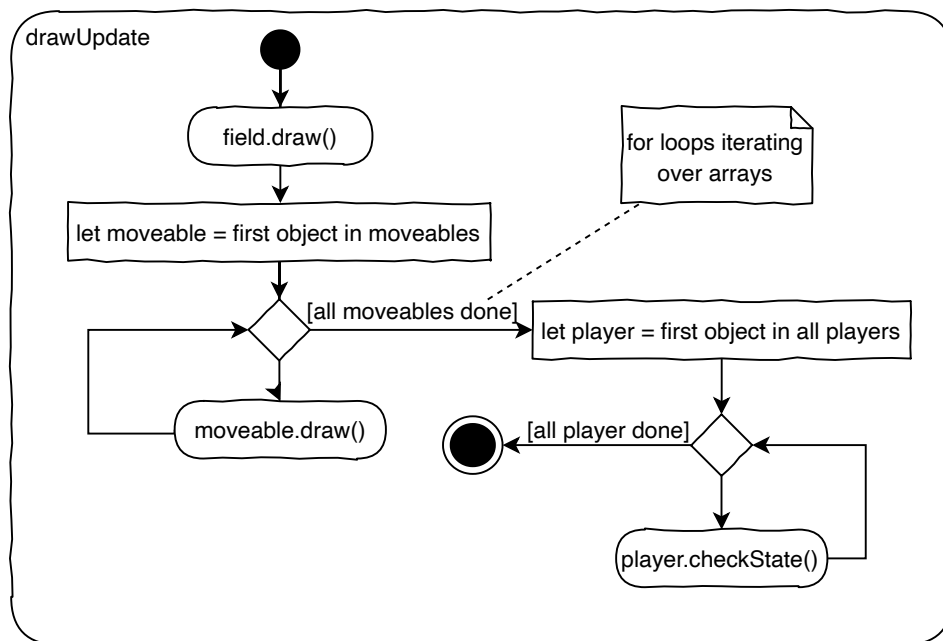 drawUpdate
field.draw()
for loops iterating
over arrays
let moveable = first object in moveables
[all moveables done]
let player = first object in all players
moveable.draw()
[all player done]
player.checkState()